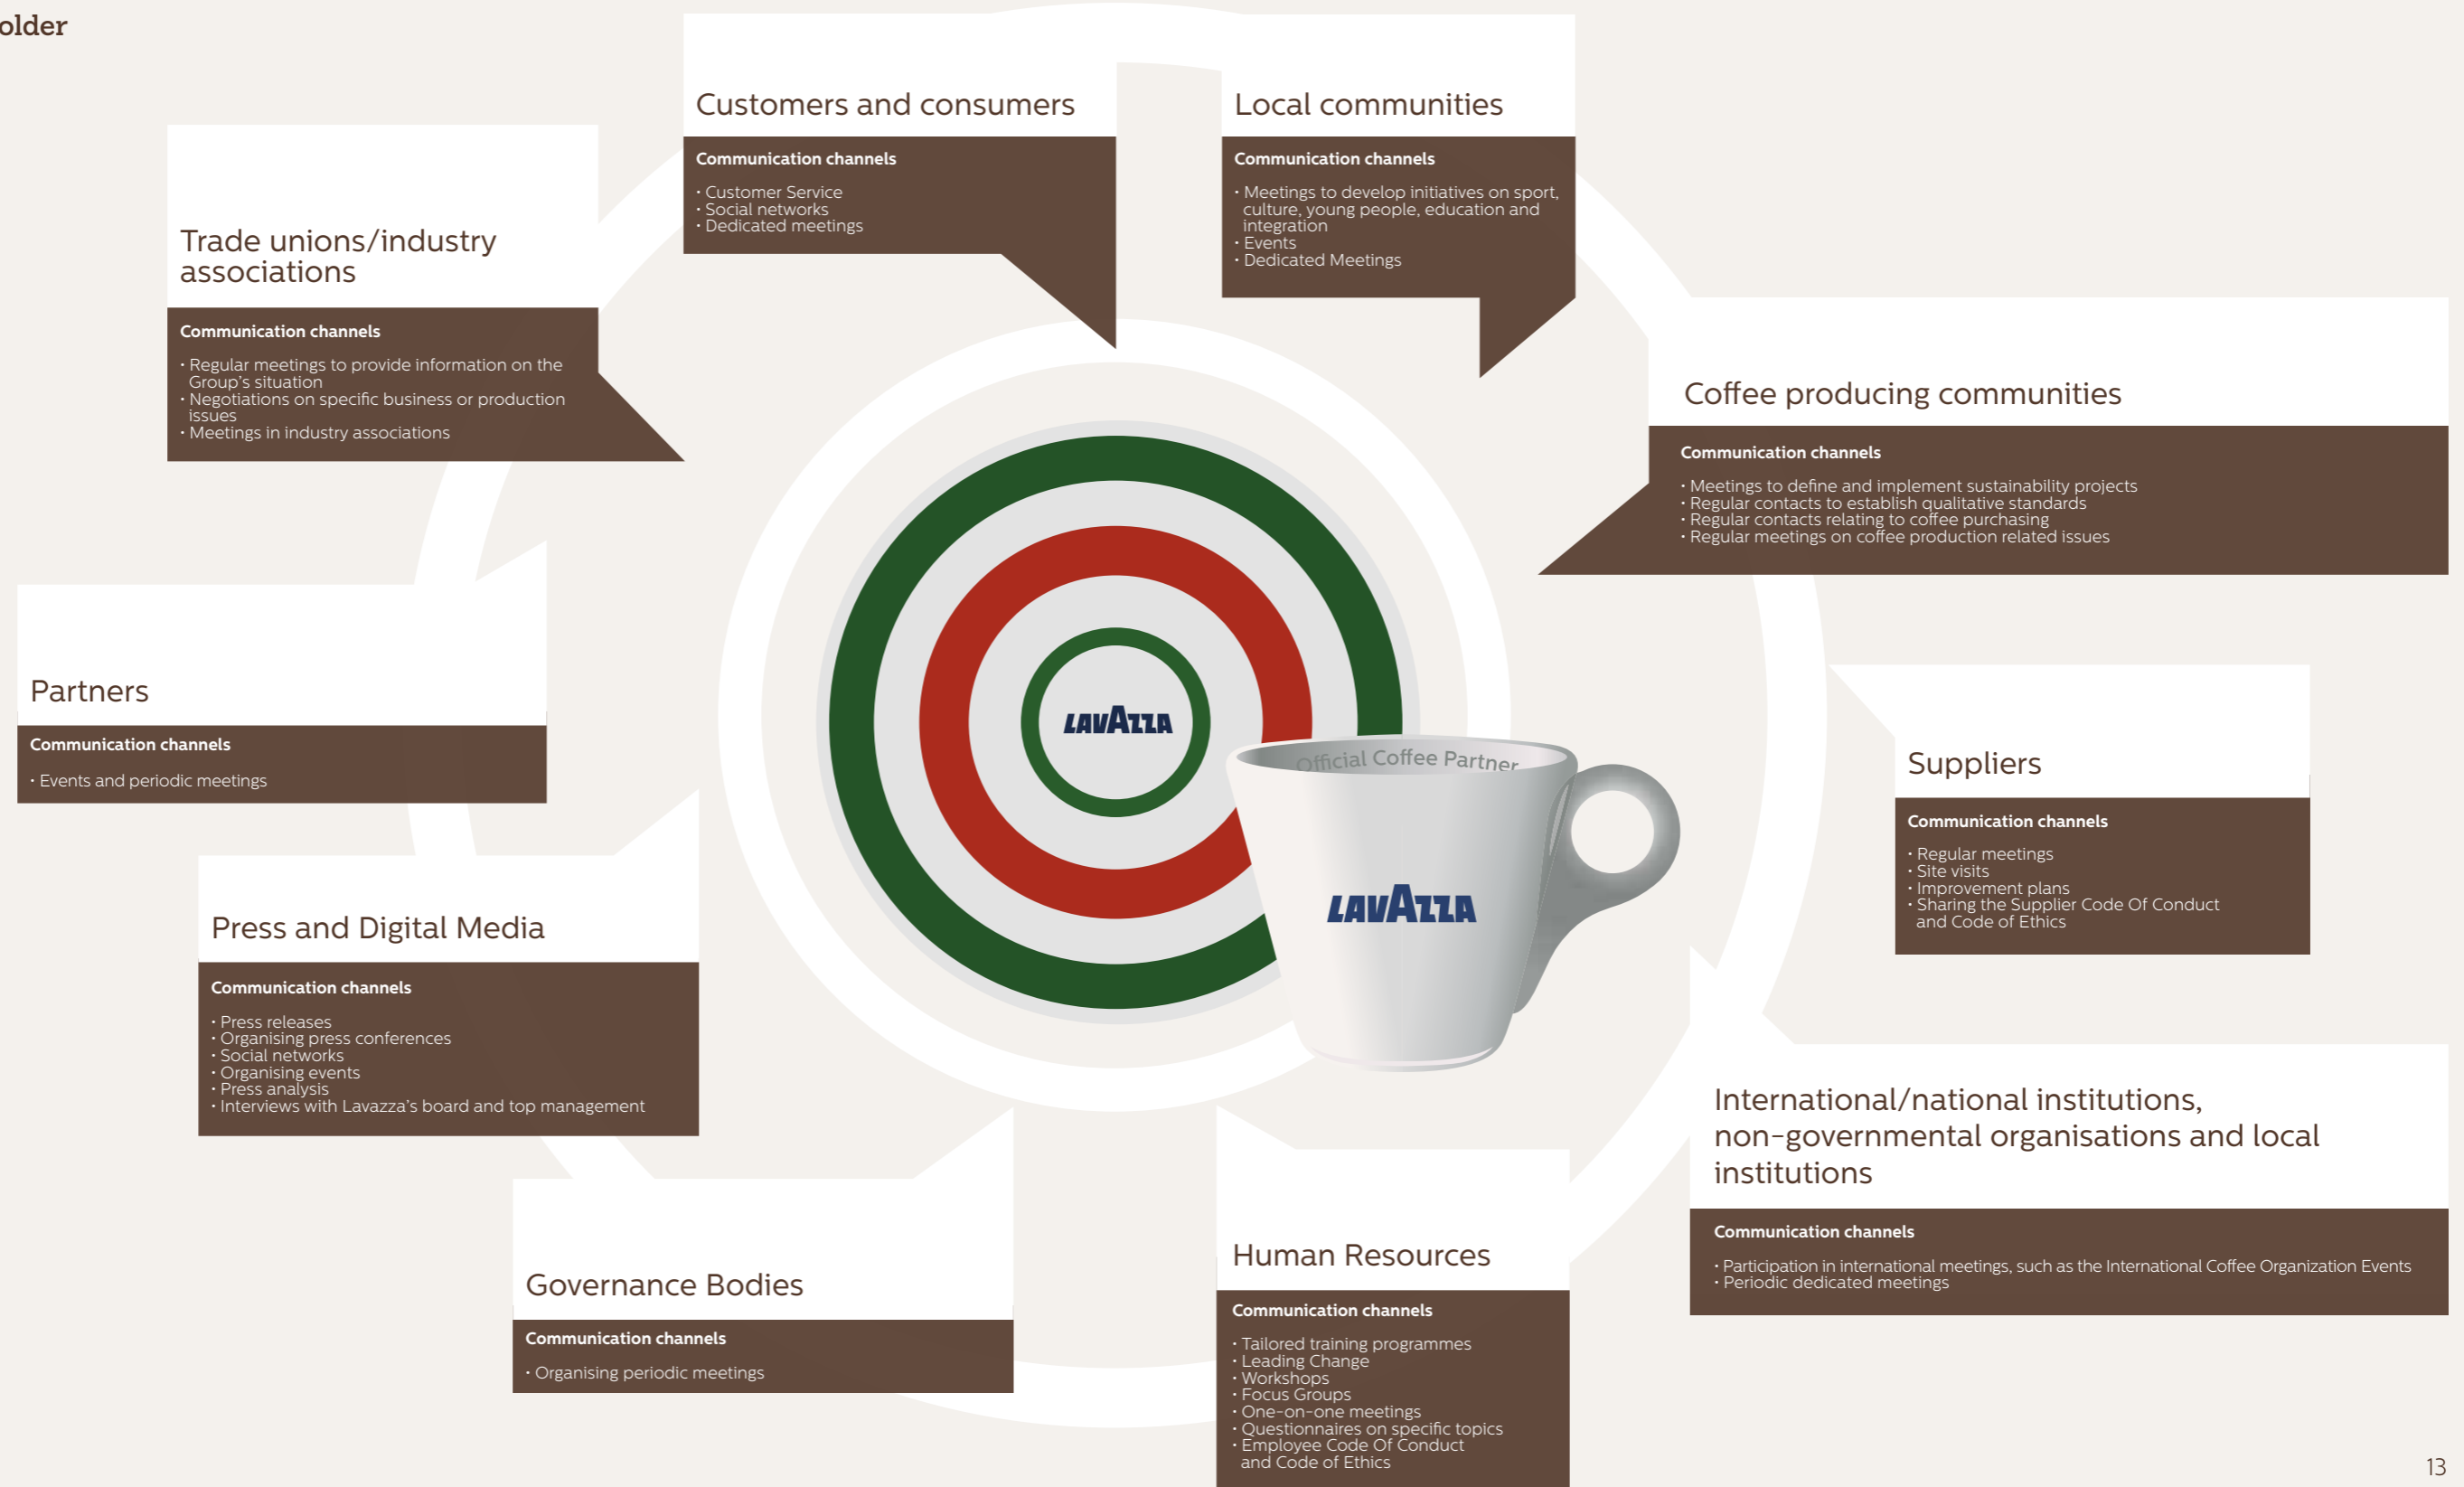 older
Customers and consumers
Communication channels
· Customer Service
· Social networks
· Dedicated meetings
Local communities
Communication channels
· Meetings to develop initiatives on sport,
culture, young people, education and
integration
· Events
· Dedicated Meetings
Trade unions/industry
associations
Communication channels
· Regular meetings to provide information on the
Group's situation
· Negotiations on specific business or production
issues
· Meetings in industry associations
Coffee producing communities
Communication channels
· Meetings to define and implement sustainability projects
· Regular contacts to establish qualitative standards
· Regular contacts relating to coffee purchasing
· Regular meetings on coffee production related issues
Partners
Communication channels
· Events and periodic meetings
LAVAZZA
Official Coffee Partner
LAVAZZA
Suppliers
Communication channels
· Regular meetings
· Site visits
· Improvement plans
· Sharing the Supplier Code Of Conduct
and Code of Ethics
Press and Digital Media
Communication channels
· Press releases
· Organising press conferences
· Social networks
· Organising events
· Press analysis
· Interviews with Lavazza's board and top management
International/national institutions,
non-governmental organisations and local
institutions
Communication channels
· Participation in international meetings, such as the International Coffee Organization Events
· Periodic dedicated meetings
Governance Bodies
Communication channels
· Organising periodic meetings
Human Resources
Communication channels
· Tailored training programmes
· Leading Change
· Workshops
· Focus Groups
· One-on-one meetings
· Questionnaires on specific topics
· Employee Code Of Conduct
and Code of Ethics
13